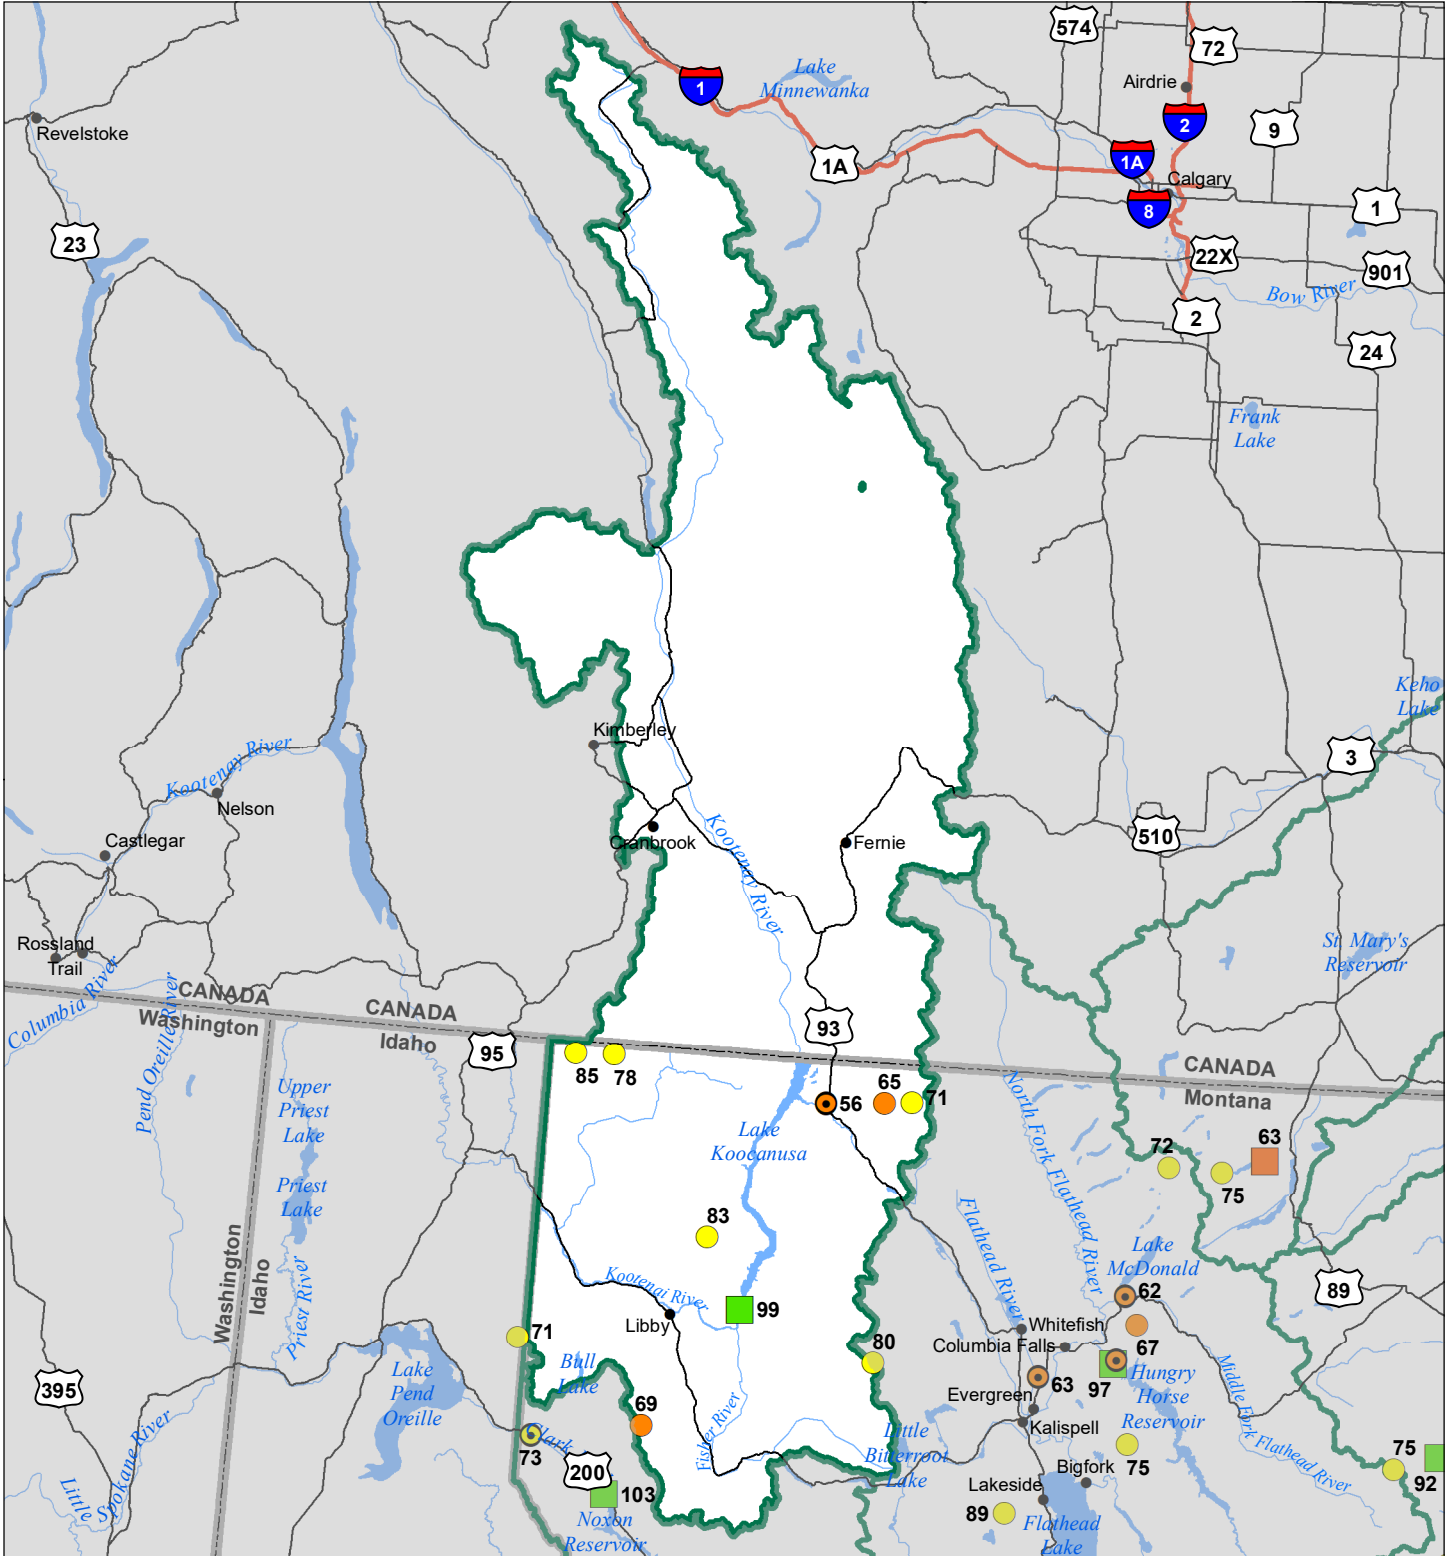 574
72
Airdrie
1
Lake
Minnewanka
2
9
Revelstoke
1A
1A
Calgary
8
1
23
22X
901
Bow River
2
24
Frank
Lake
Keho
Lake
Kimberley
Kootenay River
3
Nelson
Castlegar
Cranbrook
Kootenay River
Fernie
510
Rossland
Trail
St. Mary's
Reservoir
Columbia River
CANADA
Washington
Pend Oreille River
CANADA
Idaho
95
93
CANADA
Montana
85
78
65
71
56
Upper
Priest
Lake
Lake
Koocanusa
North Fork Flathead River
72
63
75
Priest
Lake
83
Flathead River
Lake
McDonald
Washington
Idaho
Priest River
Kootenai River
99
62
89
Libby
Whitefish
Columbia Falls
67
71
80
Bull
Lake
Lake
Pend
Oreille
395
63
97
Hungry
Horse
Reservoir
Middle Fork
Flathead River
Evergreen
Kalispell
69
Clark
73
Fisher River
Little
Bitterroot
Lake
Little
Spokane River
200
103
Noxon
Reservoir
75
Bigfork
Lakeside
89
Flathead
Lake
75
92